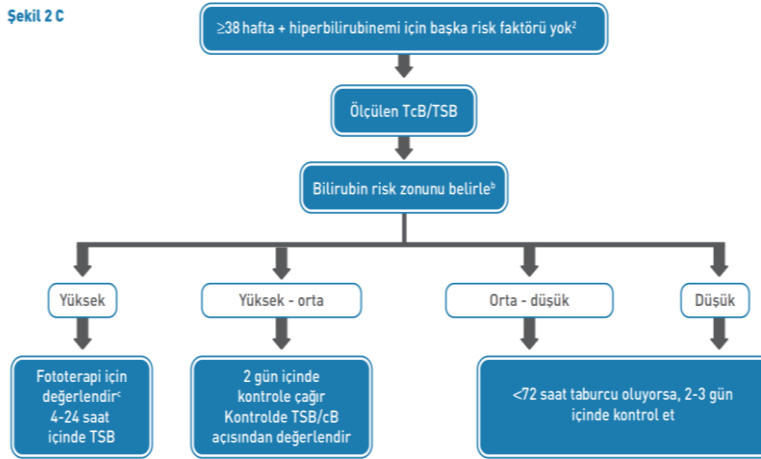 Şekil 2 C
≥38 hafta + hiperbilirubinemi için başka risk faktörü yok²
Ölçülen TcB/TSB
Bilirubin risk zonunu belirleᵇ
Yüksek
Yüksek - orta
Orta - düşük
Düşük
Fototerapi için
değerlendirᶜ
4-24 saat
içinde TSB
2 gün içinde
kontrole çağır
Kontrolde TSB/cB
açısından değerlendir
<72 saat taburcu oluyorsa, 2-3 gün
içinde kontrol et